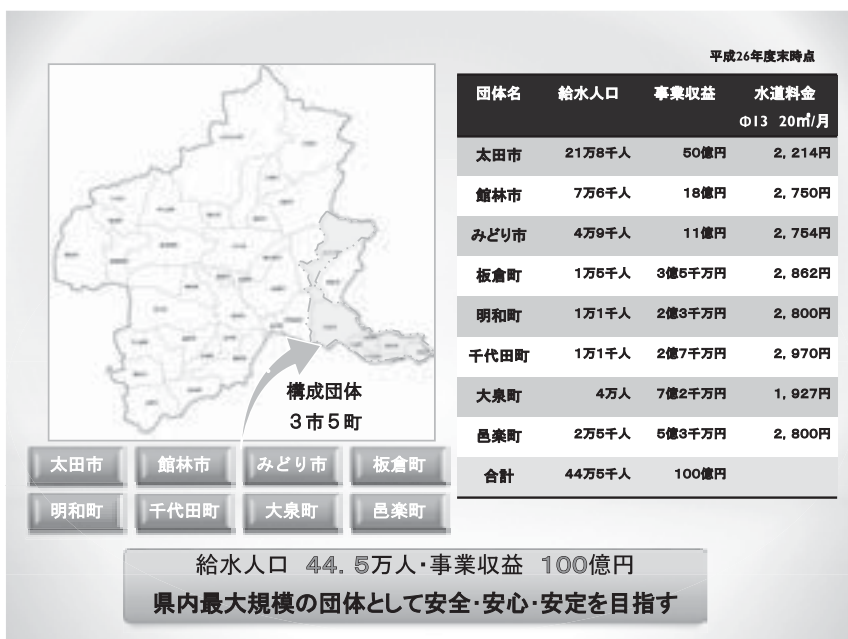 平成26年度末時点
団体名 給水人口 事業収益 水道料金
Φ13 20㎥/月
太田市 21万8千人 50億円 2,214円
館林市 7万6千人 18億円 2,750円
みどり市 4万9千人 11億円 2,754円
板倉町 1万5千人 3億5千万円 2,862円
明和町 1万1千人 2億3千万円 2,800円
千代田町 1万1千人 2億7千万円 2,970円
大泉町 4万人 7億2千万円 1,927円
邑楽町 2万5千人 5億3千万円 2,800円
合計 44万5千人 100億円
構成団体
3市5町
太田市 館林市 みどり市 板倉町
明和町 千代田町 大泉町 邑楽町
給水人口 44.5万人・事業収益 100億円
県内最大規模の団体として安全・安心・安定を目指す